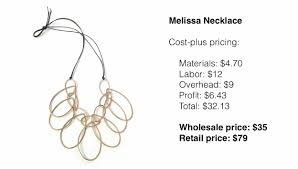 Melissa Necklace
Cost-plus pricing:
Materials: $4.70
Labor: $12
Overhead: $9
Profit: $6.43
Total: $32.13
Wholesale price: $35
Retail price: $79